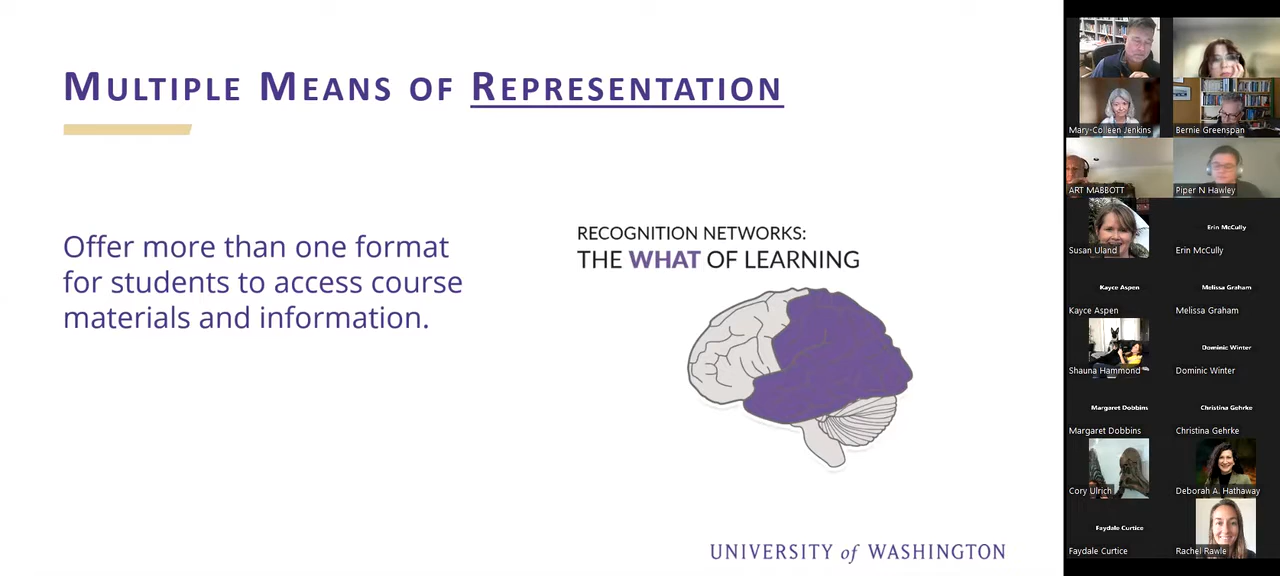 MULTIPLE MEANS OF REPRESENTATION
Offer more than one format
for students to access course
materials and information.
RECOGNITION NETWORKS:
THE WHAT OF LEARNING
UNIVERSITY of WASHINGTON
Mary-Colleen Jenkins
Bernie Greenspan
ART MABBOTT
Piper N Hawley
Susan Uland
Erin McCully
Erin McCully
Kayce Aspen
Kayce Aspen
Melissa Graham
Melissa Graham
Shauna Hammond
Dominic Winter
Dominic Winter
Margaret Dobbins
Margaret Dobbins
Christina Gehrke
Christina Gehrke
Cory Ulrich
Deborah A. Hathaway
Faydale Curtice
Faydale Curtice
Rachel Rawle